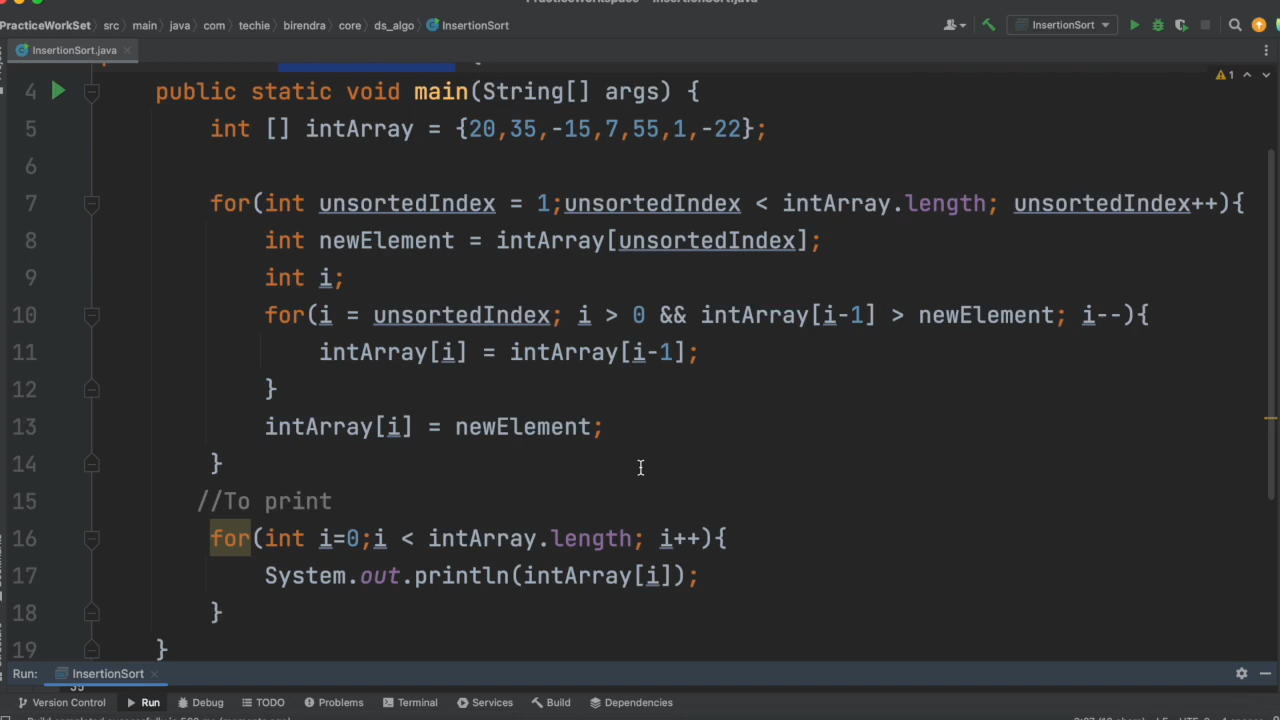 PracticeWorkspace – InsertionSort.java
PracticeWorkSet src main java com techie birendra core ds_algo InsertionSort InsertionSort
InsertionSort.java
1
4 public static void main(String[] args) {
5 int [] intArray = {20,35,-15,7,55,1,-22};
6
7 for(int unsortedIndex = 1;unsortedIndex < intArray.length; unsortedIndex++){
8 int newElement = intArray[unsortedIndex];
9 int i;
10 for(i = unsortedIndex; i > 0 && intArray[i-1] > newElement; i--){
11 intArray[i] = intArray[i-1];
12 }
13 intArray[i] = newElement;
14 }
15 //To print
16 for(int i=0;i < intArray.length; i++){
17 System.out.println(intArray[i]);
18 }
19 }
Run: InsertionSort
35
Version Control Run Debug TODO Problems Terminal Services Build Dependencies